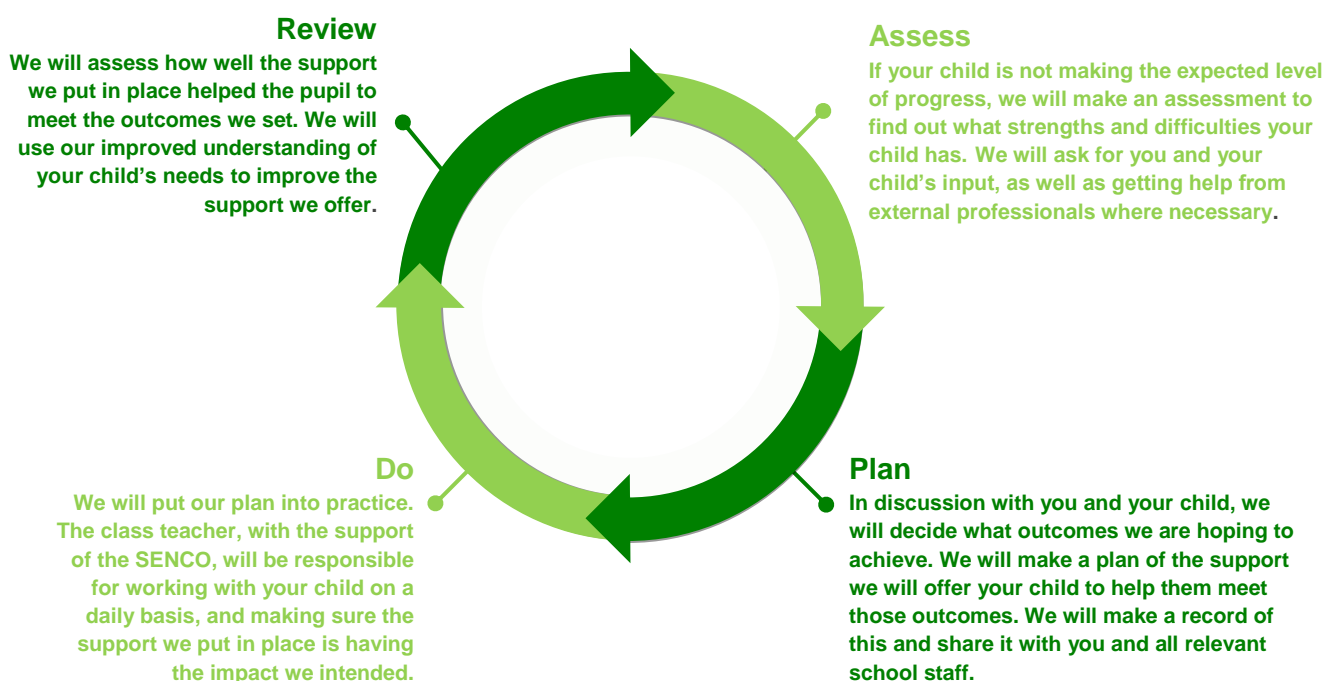 Review
We will assess how well the support
we put in place helped the pupil to
meet the outcomes we set. We will
use our improved understanding of
your child's needs to improve the
support we offer.
Assess
If your child is not making the expected level
of progress, we will make an assessment to
find out what strengths and difficulties your
child has. We will ask for you and your
child's input, as well as getting help from
external professionals where necessary.
Do
We will put our plan into practice.
The class teacher, with the support
of the SENCO, will be responsible
for working with your child on a
daily basis, and making sure the
support we put in place is having
the impact we intended.
Plan
In discussion with you and your child, we
will decide what outcomes we are hoping to
achieve. We will make a plan of the support
we will offer your child to help them meet
those outcomes. We will make a record of
this and share it with you and all relevant
school staff.